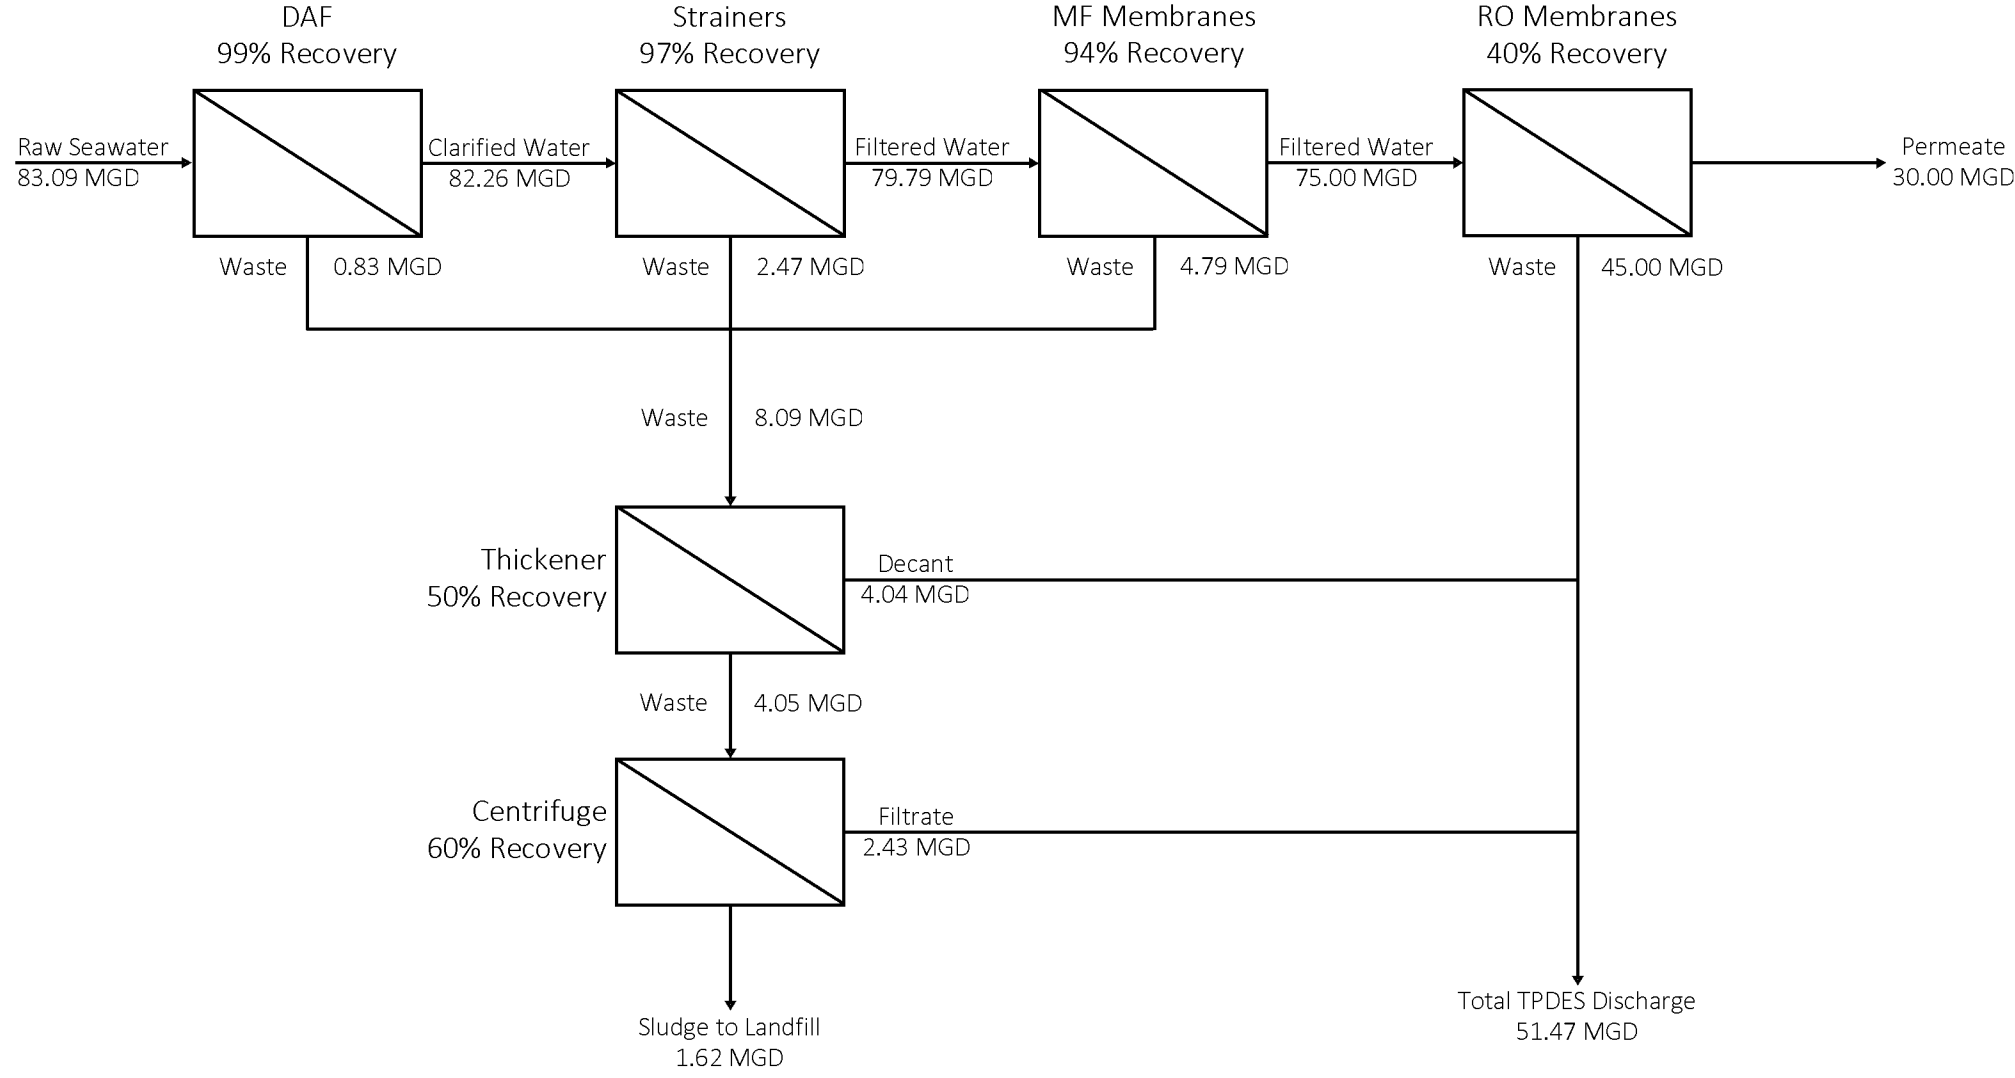 DAF
99% Recovery
Strainers
97% Recovery
MF Membranes
94% Recovery
RO Membranes
40% Recovery
Raw Seawater
83.09 MGD
Clarified Water
82.26 MGD
Filtered Water
79.79 MGD
Filtered Water
75.00 MGD
Permeate
30.00 MGD
Waste 0.83 MGD
Waste 2.47 MGD
Waste 4.79 MGD
Waste 45.00 MGD
Waste 8.09 MGD
Thickener
50% Recovery
Decant
4.04 MGD
Waste 4.05 MGD
Centrifuge
60% Recovery
Filtrate
2.43 MGD
Sludge to Landfill
1.62 MGD
Total TPDES Discharge
51.47 MGD